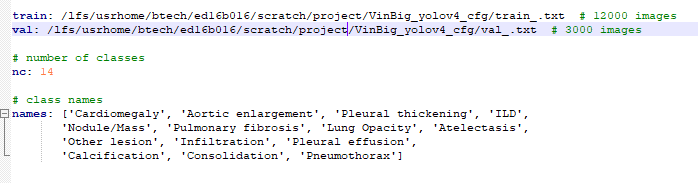 train: /lfs/usrhome/btech/ed16b016/scratch/project/VinBig_yolov4_cfg/train_.txt  # 12000 images
val: /lfs/usrhome/btech/ed16b016/scratch/project/VinBig_yolov4_cfg/val_.txt  # 3000 images
# number of classes
nc: 14
# class names
names: ['Cardiomegaly', 'Aortic enlargement', 'Pleural thickening', 'ILD',
'Nodule/Mass', 'Pulmonary fibrosis', 'Lung Opacity', 'Atelectasis',
'Other lesion', 'Infiltration', 'Pleural effusion',
'Calcification', 'Consolidation', 'Pneumothorax']